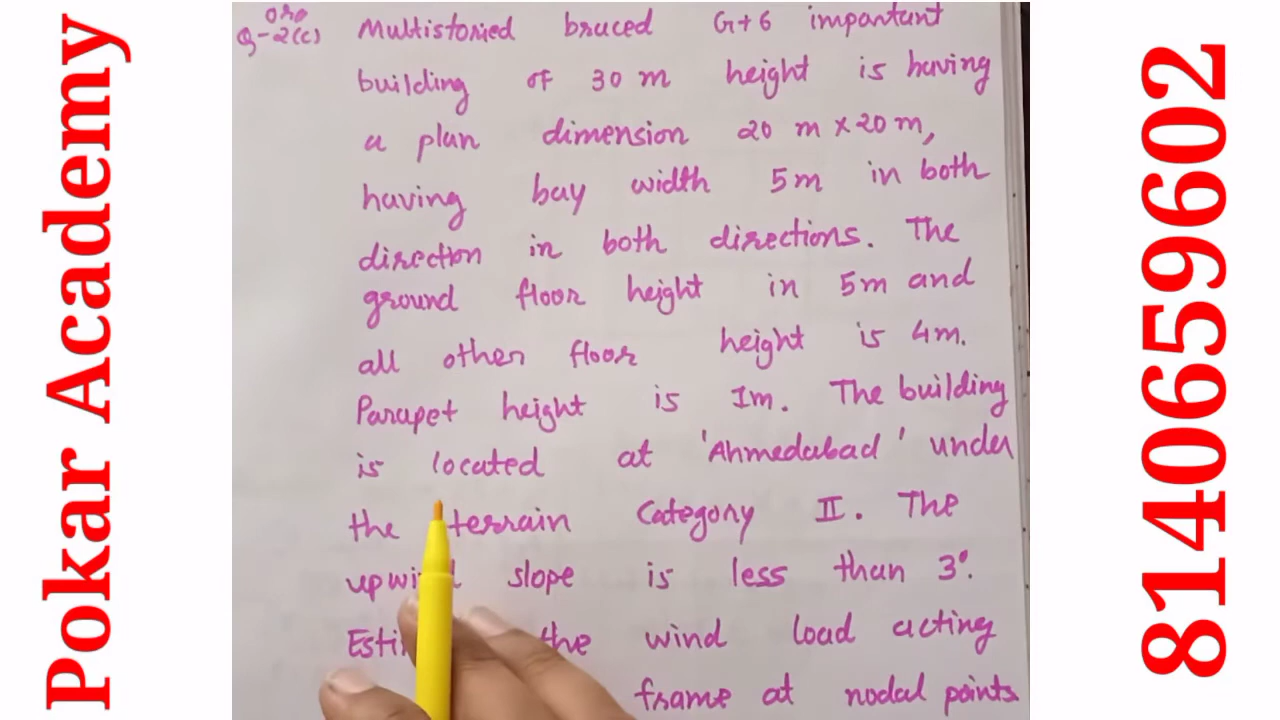 Pokar Academy
oro
Q-2(c) Multistoried braced G+6 important
building of 30 m height is having
a plan dimension 20 m x 20 m,
having bay width 5m in both
direction in both directions. The
ground floor height in 5m and
all other floor height is 4m.
Parapet height is 1m. The building
is located at 'Ahmedabad' under
the terrain Category II. The
upwind slope is less than 3°.
the wind load acting
frame at nodal points
8140659602